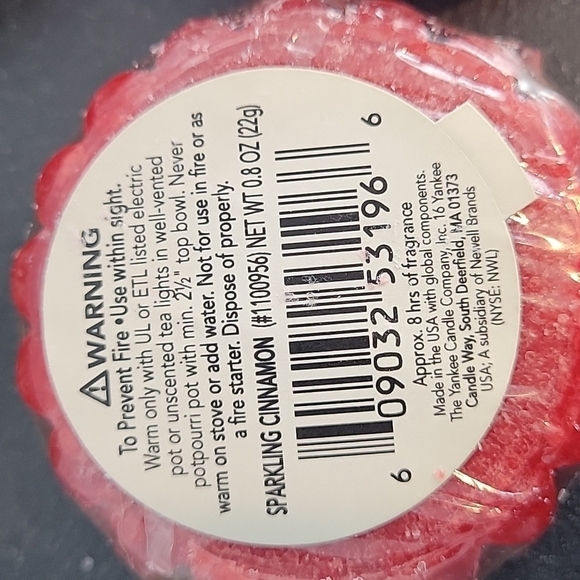 ⚠WARNING
To Prevent Fire •Use within sight.
Warm only with UL or ETL listed electric
pot or unscented tea lights in well-vented
potpourri pot with min. 2½" top bowl. Never
warm on stove or add water. Not for use in fire or as
a fire starter. Dispose of properly.
SPARKLING CINNAMON (#1100956) NET WT 0.8 OZ (22g)
6 09032 53196 6
Approx. 8 hrs of fragrance
Made in the USA with global components.
The Yankee Candle Company, Inc. 16 Yankee
Candle Way, South Deerfield, MA 01373
USA; A subsidiary of Newell Brands
(NYSE: NWL)